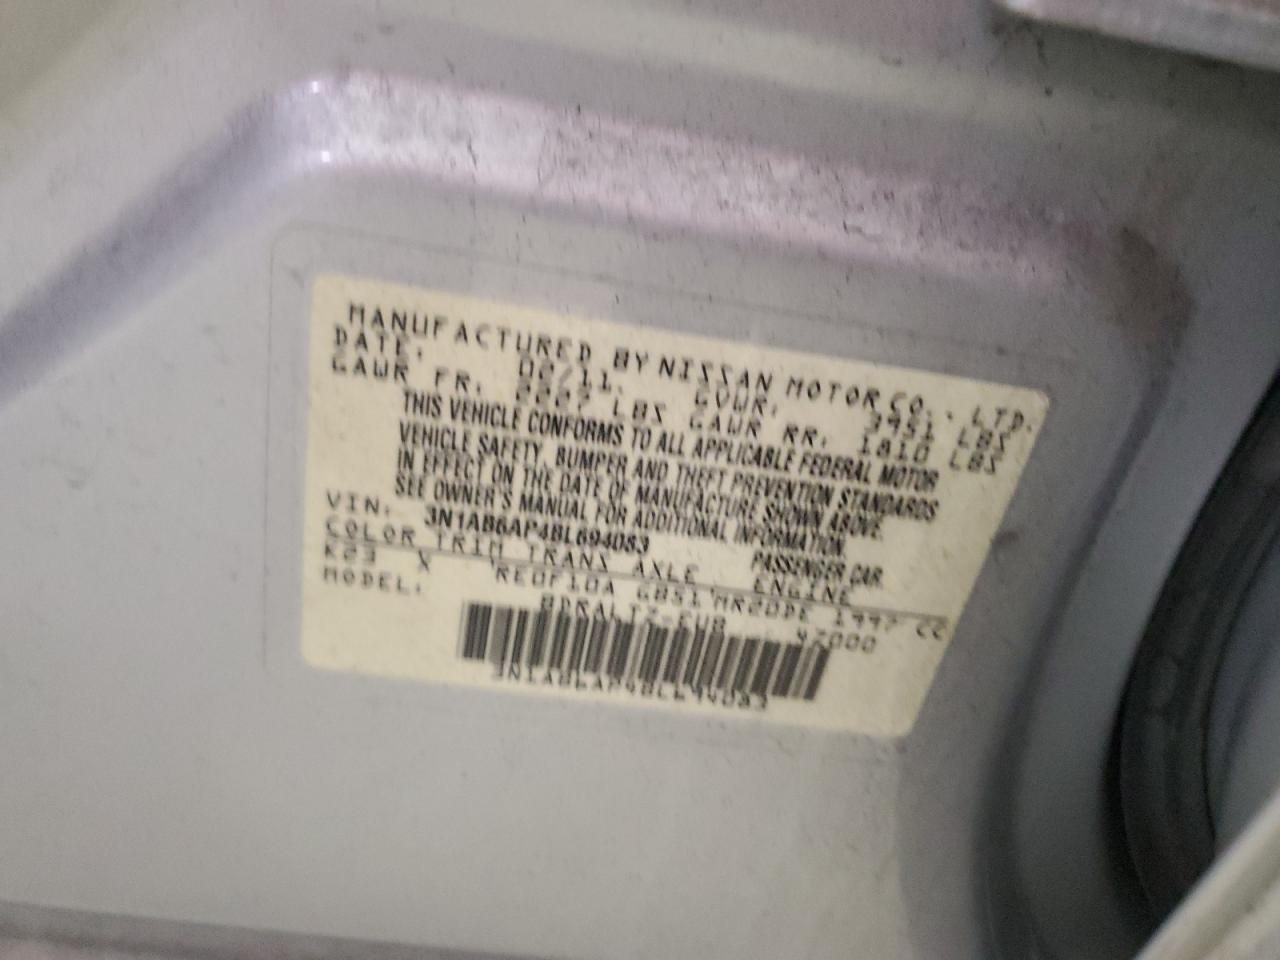 MANUFACTURED BY NISSAN MOTOR CO., LTD.
DATE: /11. GVWR. 3951 LBS
GAWR FR. LBS GAWR RR. 1810 LBS
THIS VEHICLE CONFORMS TO ALL APPLICABLE FEDERAL MOTOR
VEHICLE SAFETY, BUMPER AND THEFT PREVENTION STANDARDS
IN EFFECT ON THE DATE OF MANUFACTURE SHOWN ABOVE.
SEE OWNER'S MANUAL FOR ADDITIONAL INFORMATION.
VIN. 3N1AB6AP4BL694083 PASSENGER CAR
COLOR TRIM TRANS AXLE ENGINE
K23 X RE0F10A GB51 MR20DE 1997 CC
MODEL. 42000
3N1AB6AP4BL694083